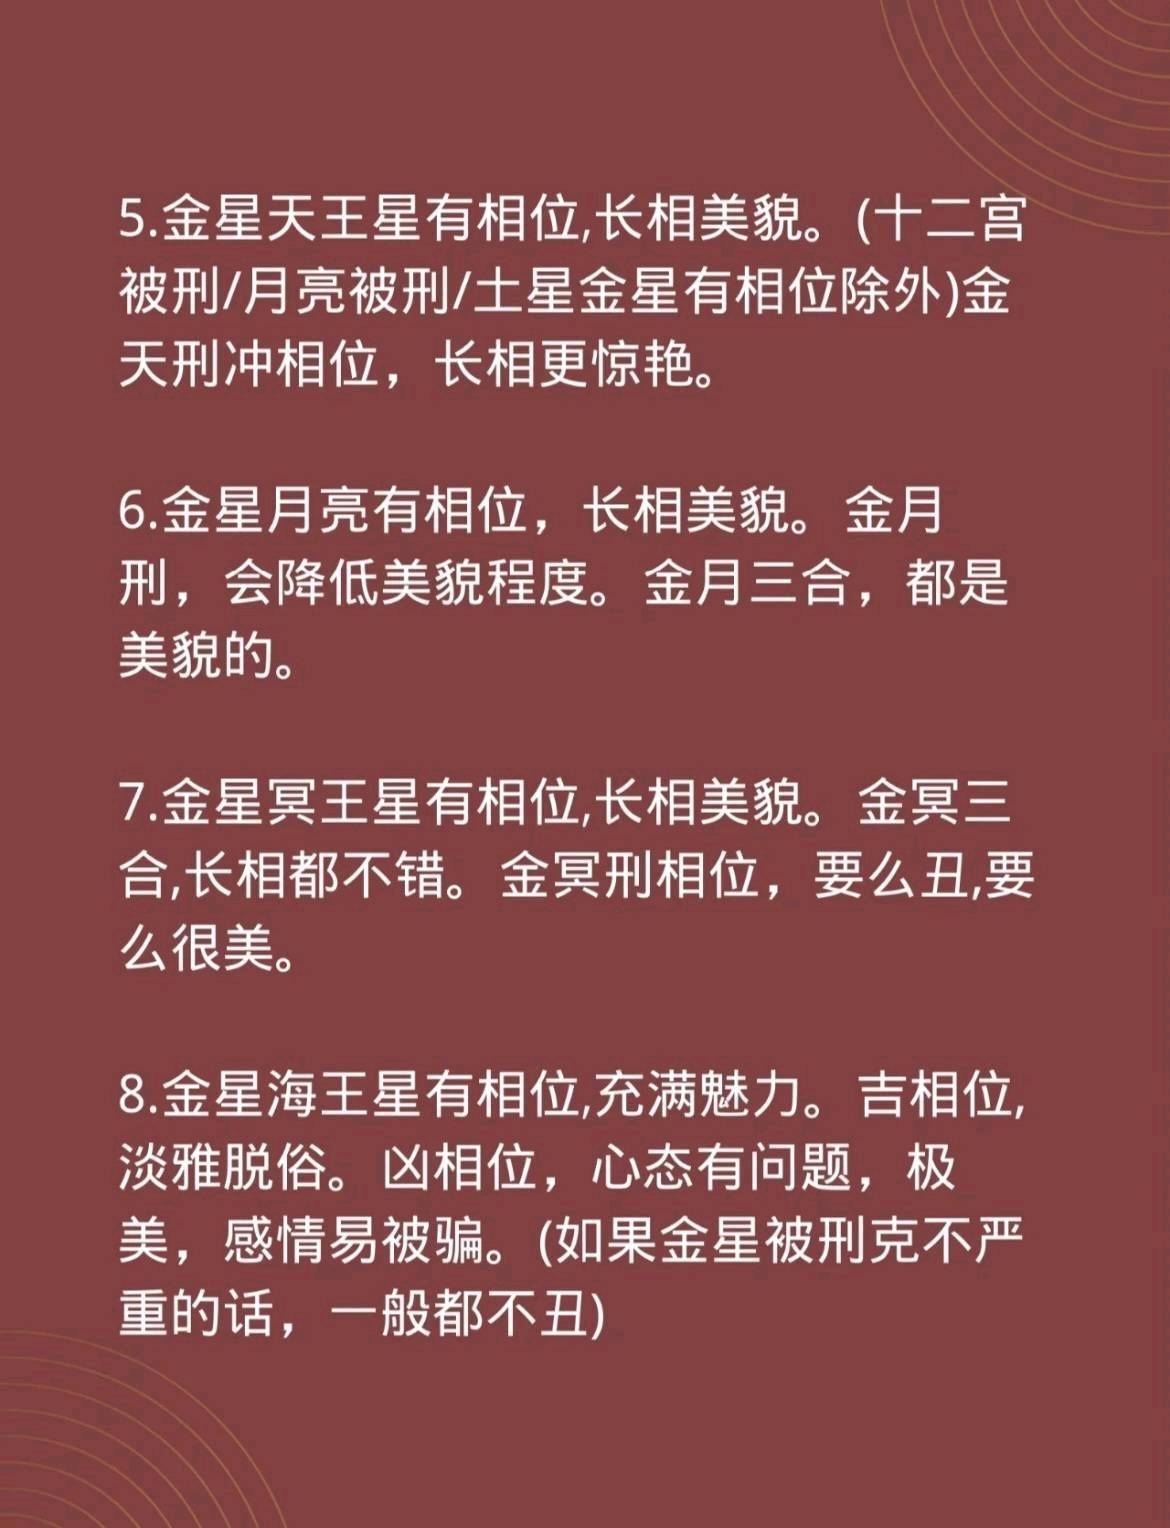 5.金星天王星有相位,长相美貌。(十二宫
被刑/月亮被刑/土星金星有相位除外)金
天刑冲相位，长相更惊艳。
6.金星月亮有相位，长相美貌。金月
刑，会降低美貌程度。金月三合，都是
美貌的。
7.金星冥王星有相位,长相美貌。金冥三
合,长相都不错。金冥刑相位，要么丑,要
么很美。
8.金星海王星有相位,充满魅力。吉相位,
淡雅脱俗。凶相位，心态有问题，极
美，感情易被骗。(如果金星被刑克不严
重的话，一般都不丑)